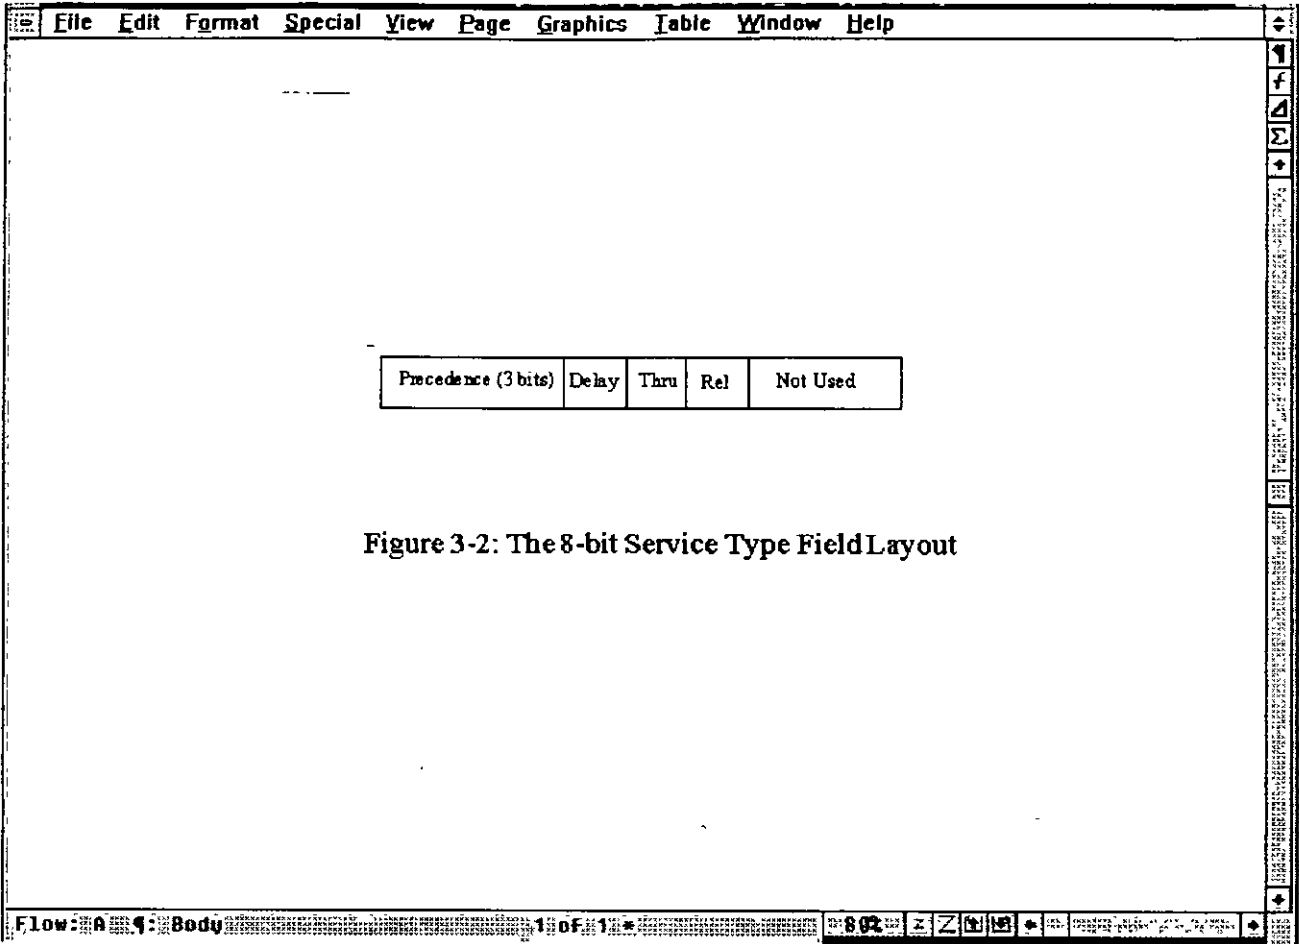 File Edit Format Special View Page Graphics Table Window Help
Precedence (3 bits) Delay Thru Rel Not Used
Figure 3-2: The 8-bit Service Type Field Layout
Flow: A ¶: Body 1 of 1 * 80% z Z